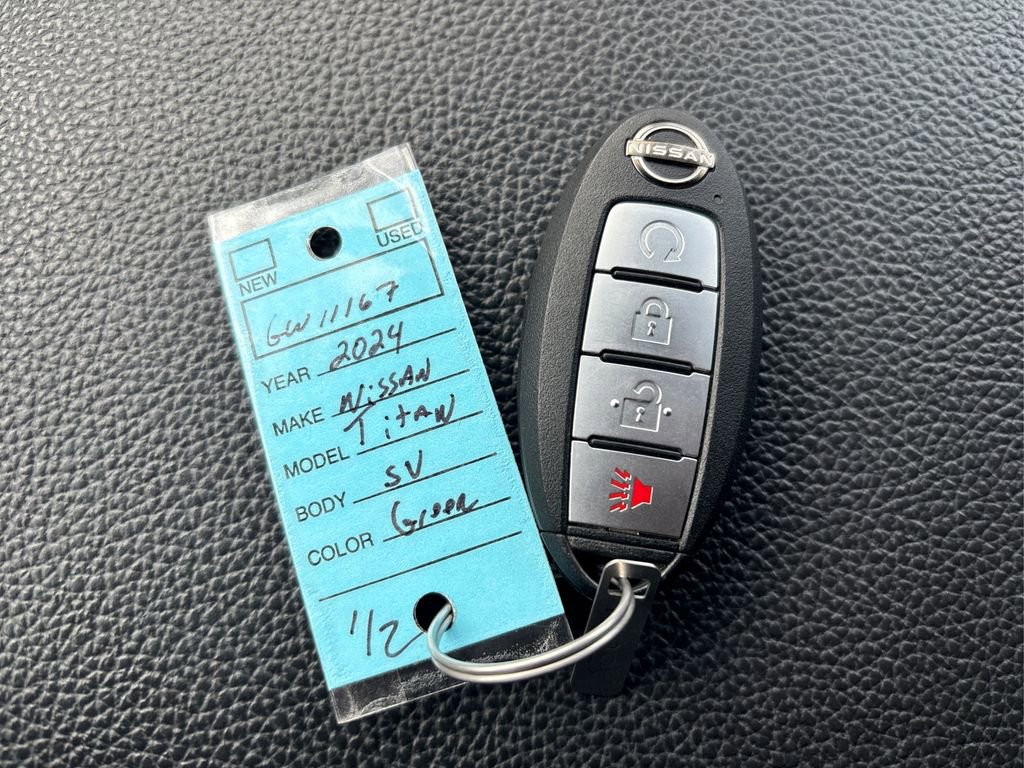 NEW USED
GW11167
YEAR 2024
MAKE NISSAN
MODEL TITAN
BODY SV
COLOR Green
1/2
NISSAN